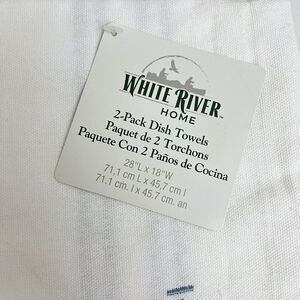 WHITE RIVER™
HOME
2-Pack Dish Towels
Paquet de 2 Torchons
Paquete Con 2 Paños de Cocina
28"L x 18"W
71,1 cm L x 45,7 cm l
71.1 cm. l x 45.7 cm. an